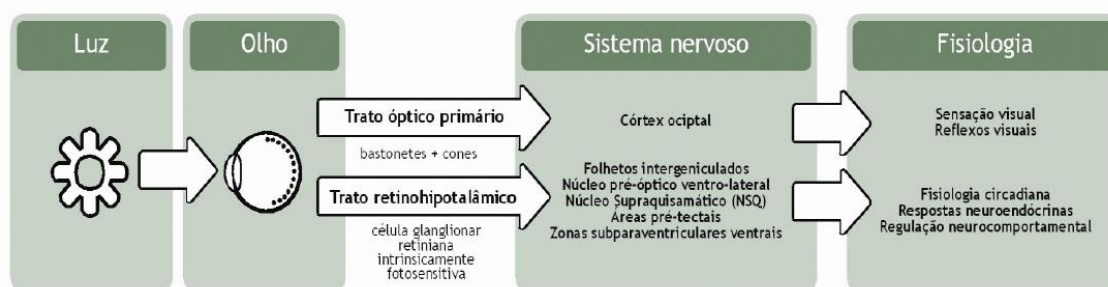 Luz
Olho
Sistema nervoso
Fisiologia
Trato óptico primário
bastonetes + cones
Trato retinohipotalâmico
célula glanglionar
retiniana
intrinsicamente
fotosensitiva
Córtex ociptal
Folhetos intergeniculados
Núcleo pré-óptico ventro-lateral
Núcleo Supraquisamático (NSQ)
Áreas pré-tectais
Zonas subparaventriculares ventrais
Sensação visual
Reflexos visuais
Fisiologia circadiana
Respostas neuroendócrinas
Regulação neurocomportamental